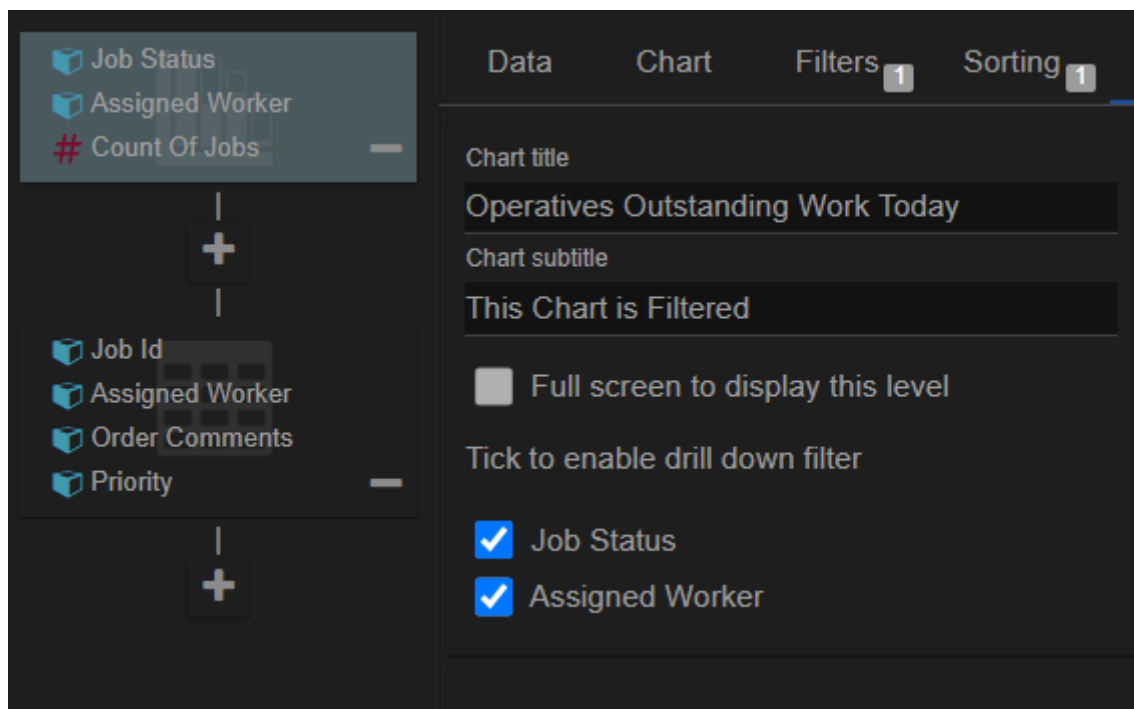 Job Status
Assigned Worker
# Count Of Jobs
Job Id
Assigned Worker
Order Comments
Priority
Data Chart Filters 1 Sorting 1
Chart title
Operatives Outstanding Work Today
Chart subtitle
This Chart is Filtered
Full screen to display this level
Tick to enable drill down filter
Job Status
Assigned Worker